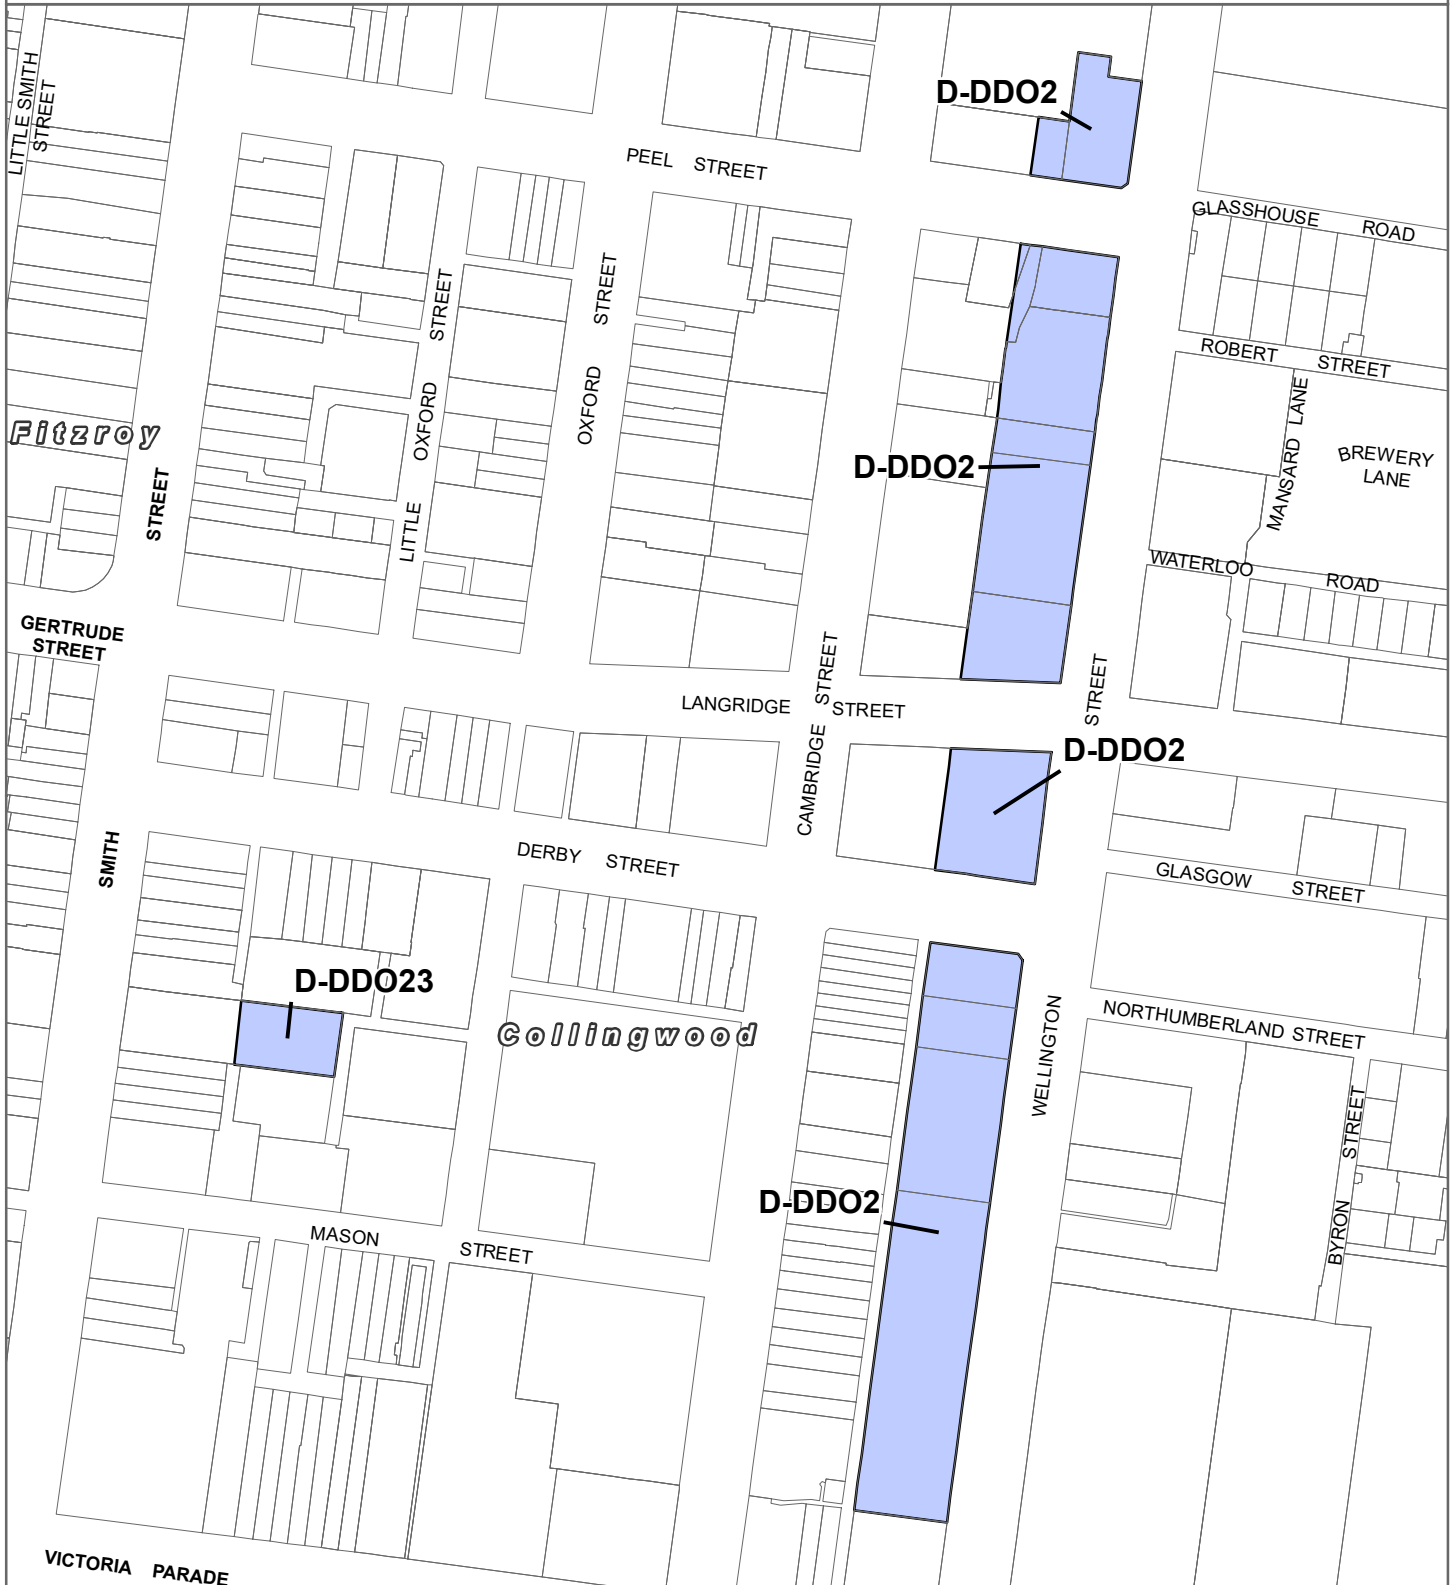 LITTLE SMITH
STREET
D-DDO2
PEEL STREET
GLASSHOUSE ROAD
LITTLE OXFORD STREET
OXFORD STREET
ROBERT STREET
MANSARD LANE
BREWERY
LANE
Fitzroy
D-DDO2
SMITH STREET
WATERLOO ROAD
GERTRUDE
STREET
LANGRIDGE STREET
CAMBRIDGE STREET
WELLINGTON STREET
D-DDO2
DERBY STREET
GLASGOW STREET
D-DDO23
Collingwood
NORTHUMBERLAND STREET
BYRON STREET
D-DDO2
MASON STREET
VICTORIA PARADE